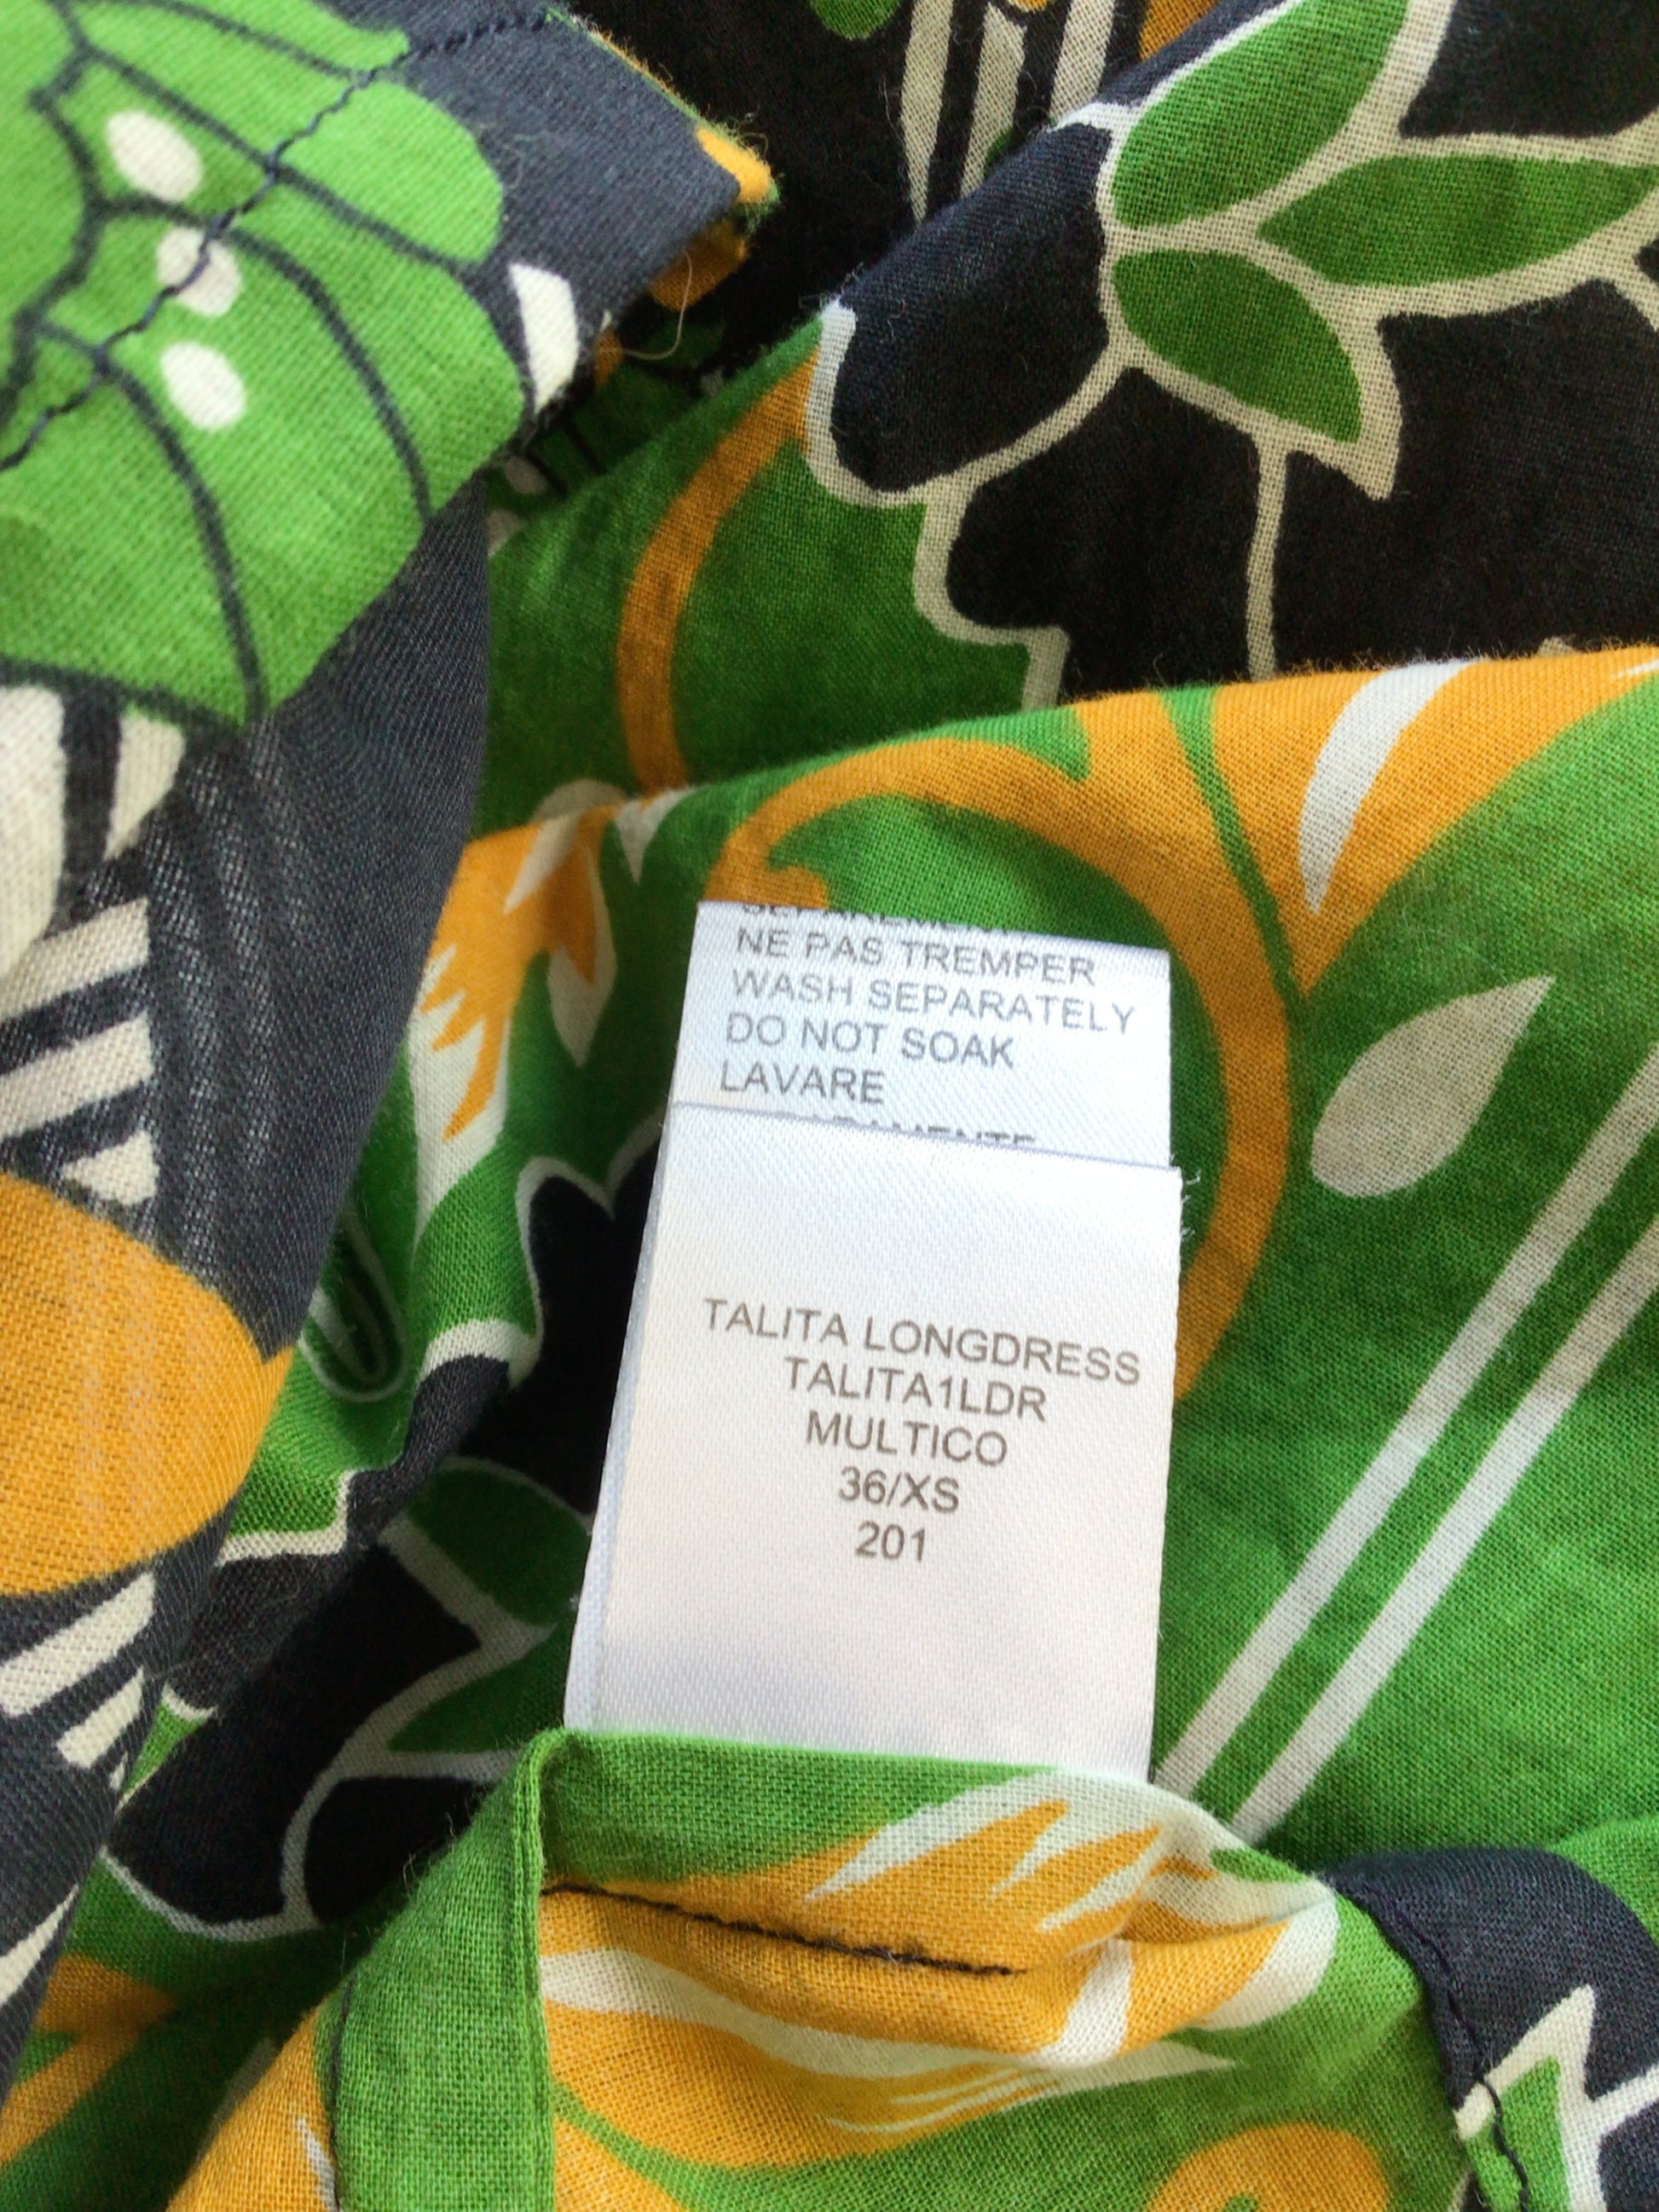 NE PAS TREMPER
WASH SEPARATELY
DO NOT SOAK
LAVARE
TALITA LONGDRESS
TALITA1LDR
MULTICO
36/XS
201